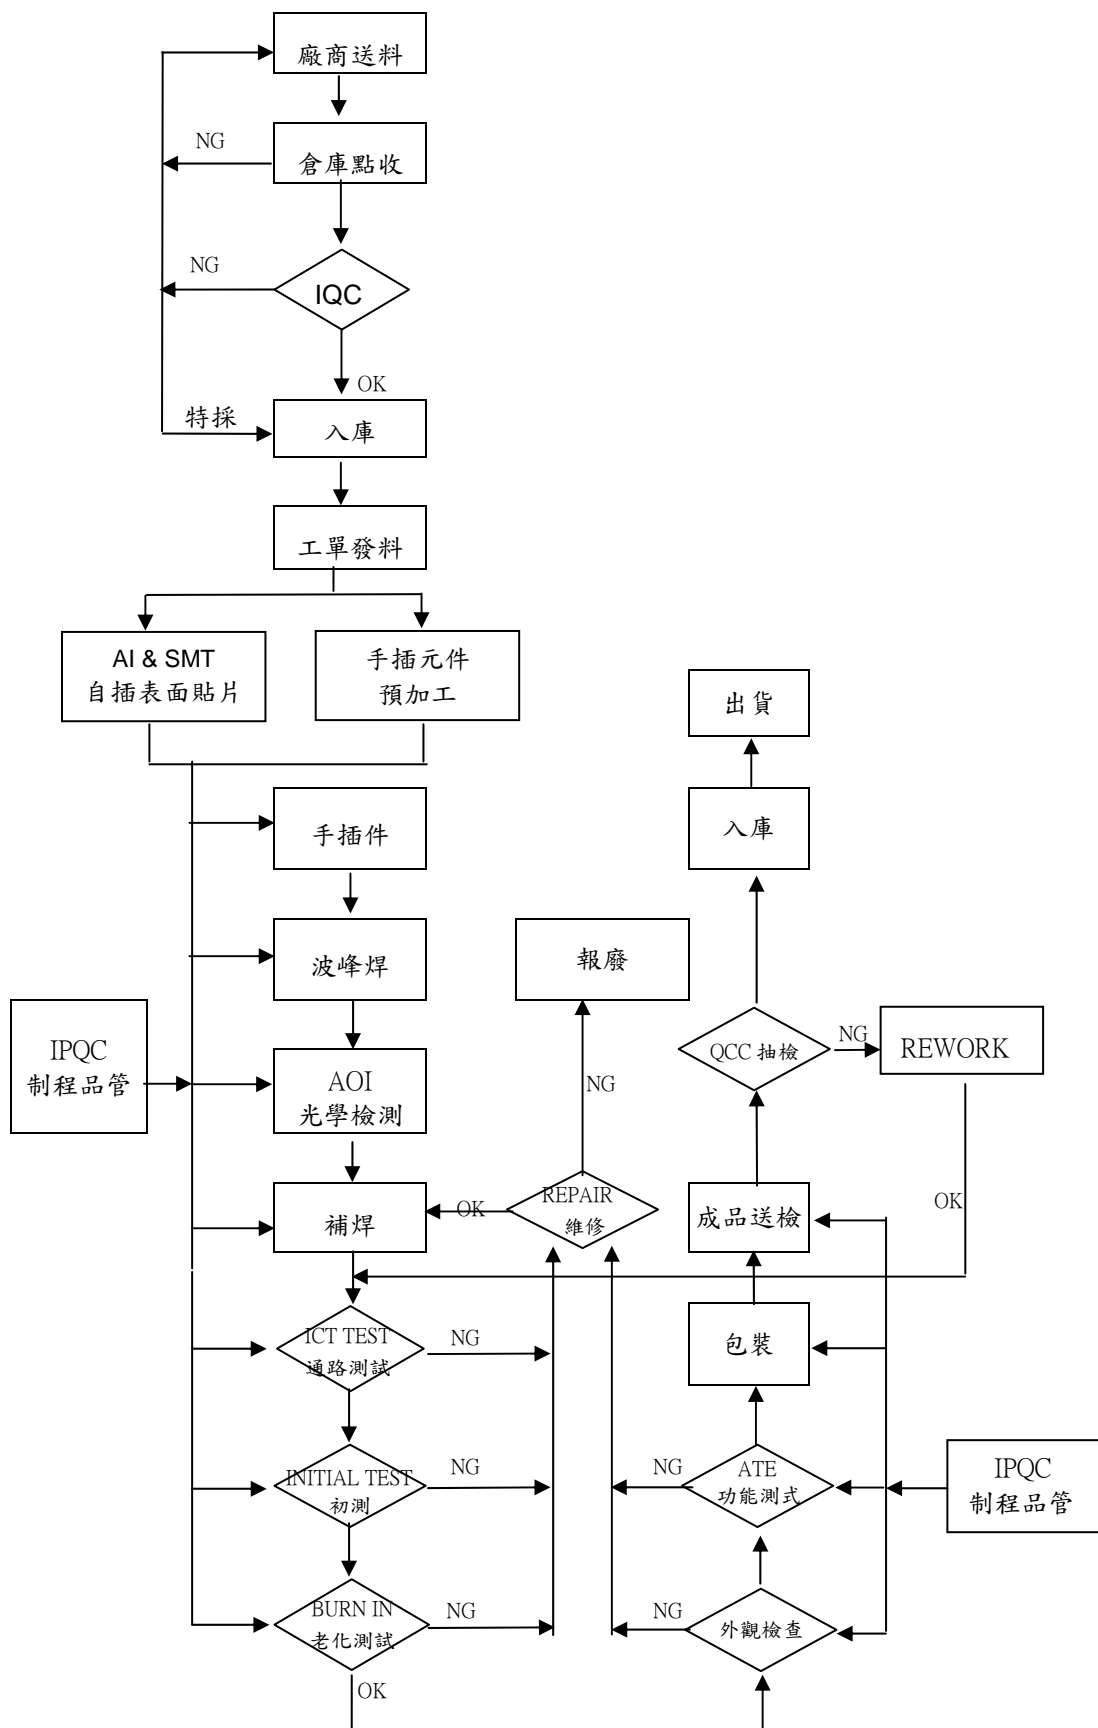 廠商送料
NG
倉庫點收
NG
IQC
OK
特採
入庫
工單發料
AI & SMT
自插表面貼片
手插元件
預加工
手插件
波峰焊
IPQC
制程品管
AOI
光學檢測
補焊
OK
REPAIR
維修
NG
報廢
ICT TEST
通路測試
NG
INITIAL TEST
初測
NG
BURN IN
老化測試
NG
OK
出貨
入庫
QCC 抽檢
NG
REWORK
OK
成品送檢
包裝
NG
ATE
功能測式
IPQC
制程品管
NG
外觀檢查